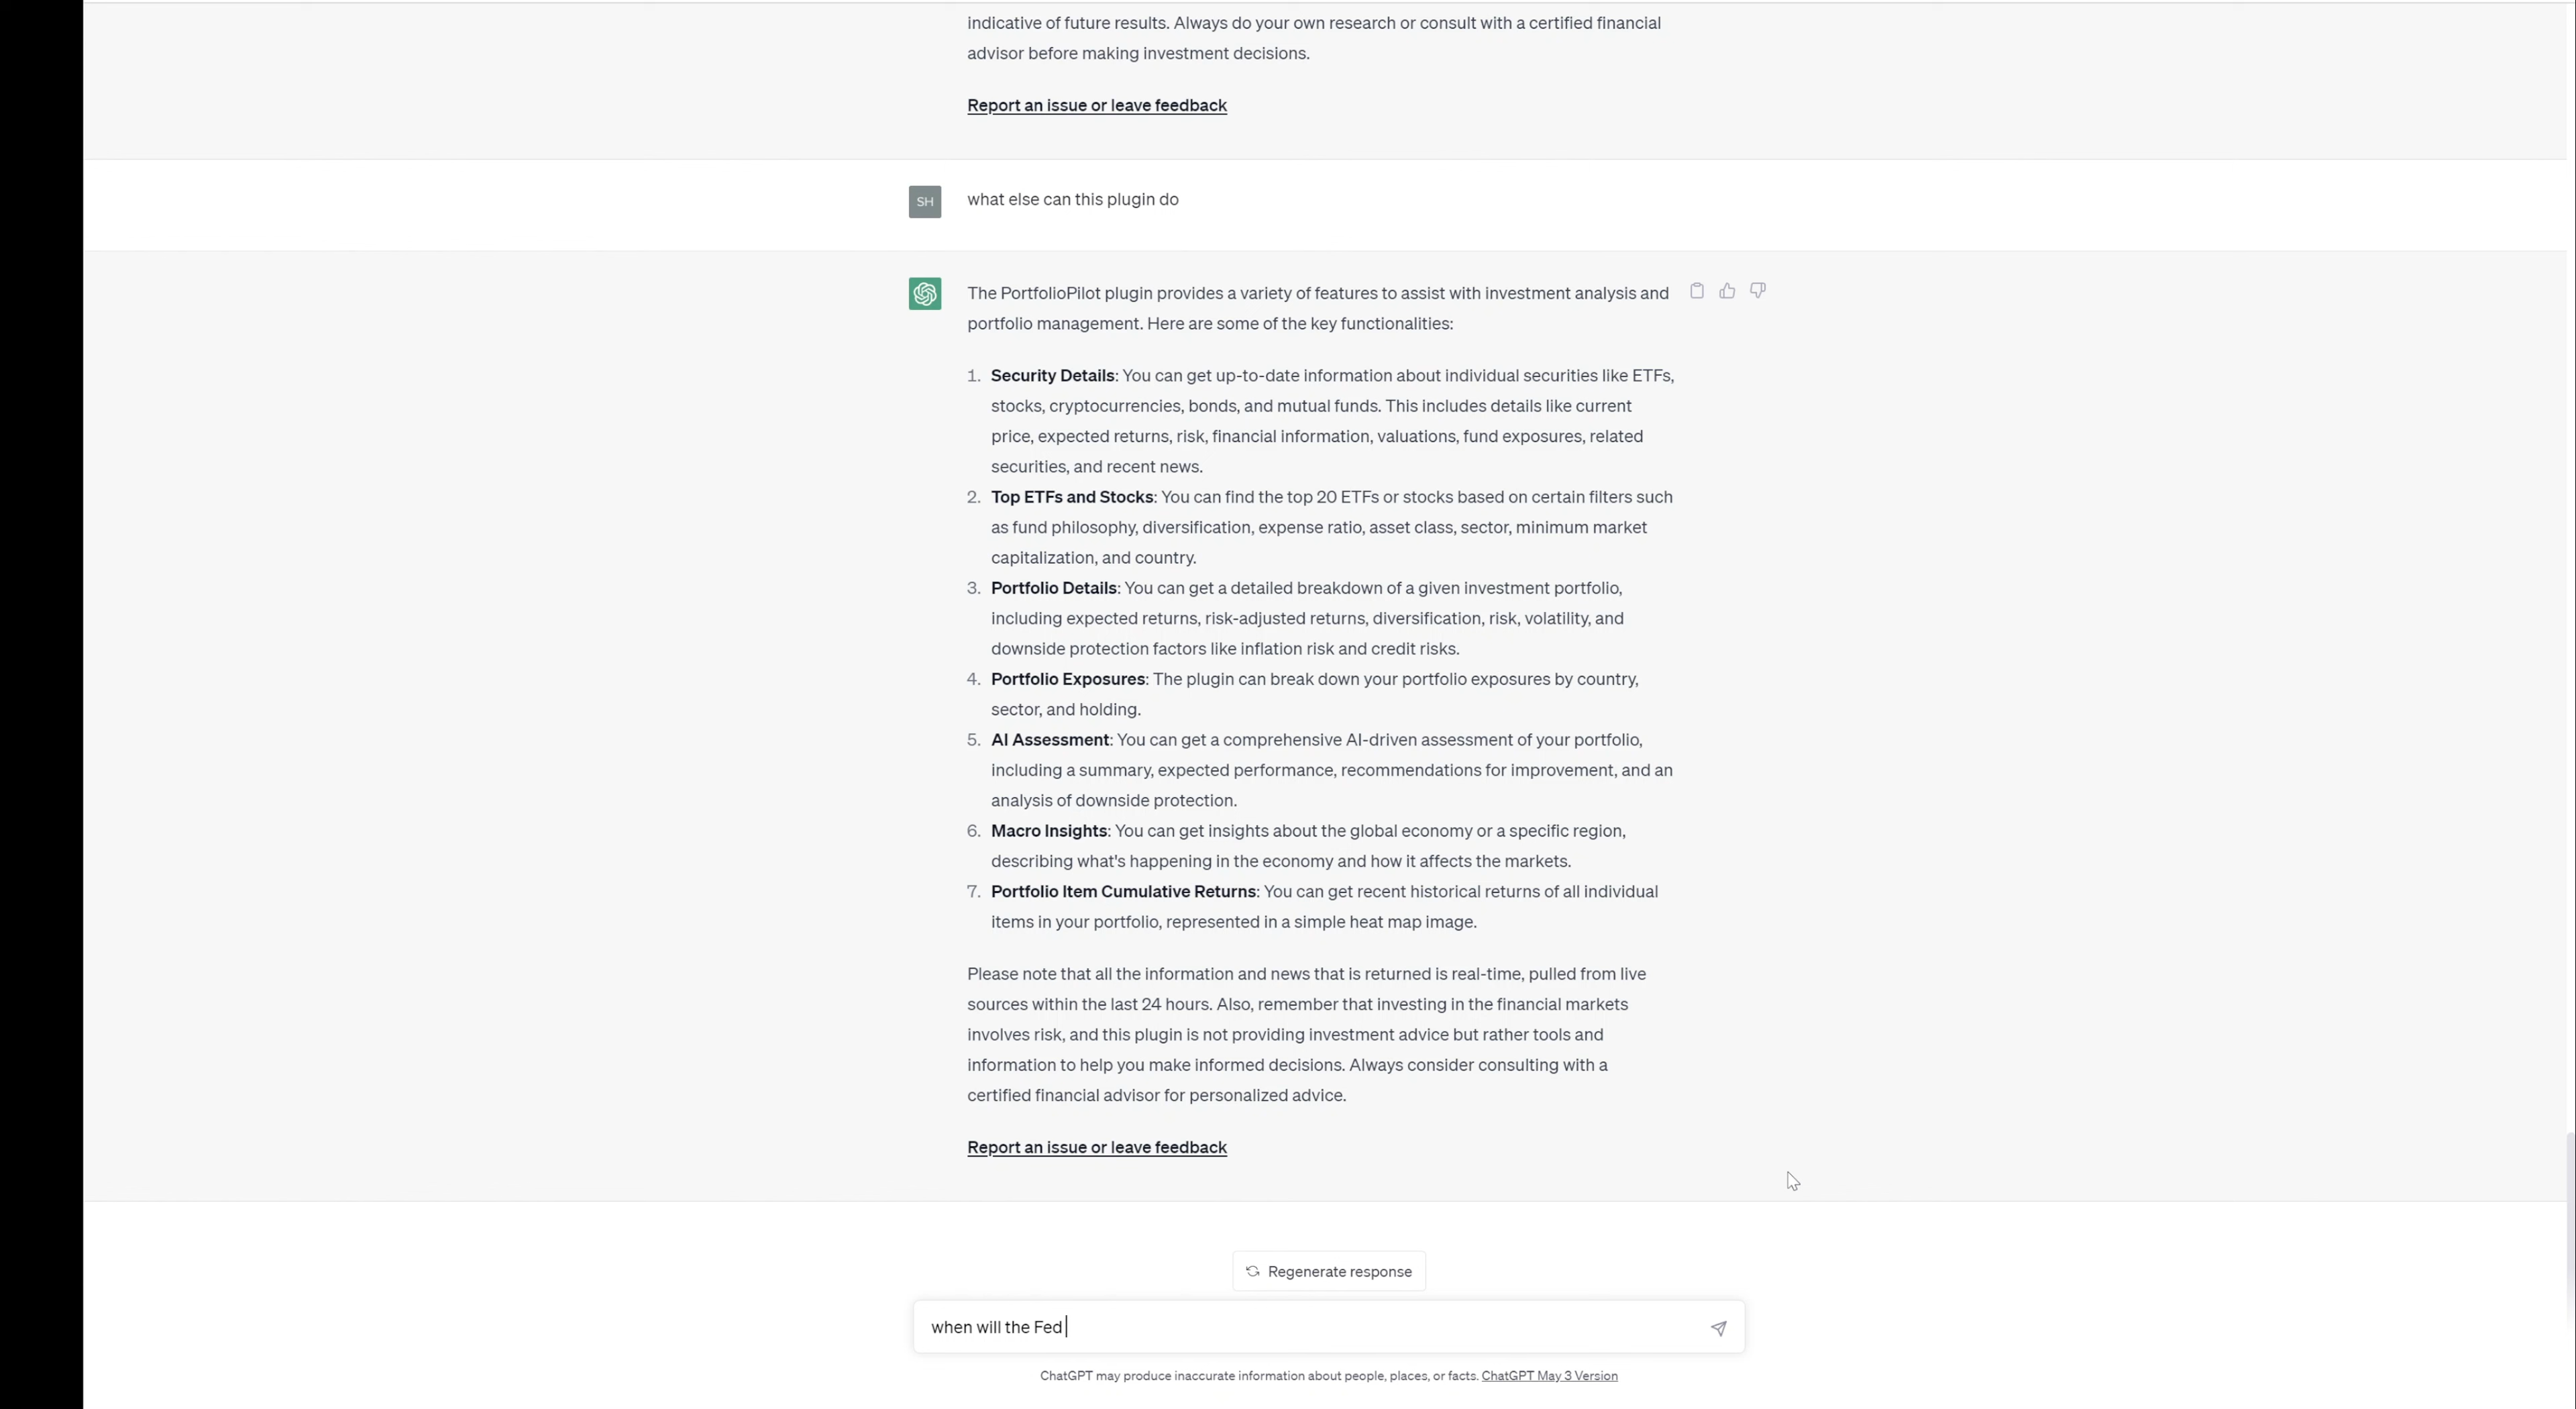 indicative of future results. Always do your own research or consult with a certified financial
advisor before making investment decisions.
Report an issue or leave feedback
SH
what else can this plugin do
The PortfolioPilot plugin provides a variety of features to assist with investment analysis and
portfolio management. Here are some of the key functionalities:
1. Security Details: You can get up-to-date information about individual securities like ETFs,
stocks, cryptocurrencies, bonds, and mutual funds. This includes details like current
price, expected returns, risk, financial information, valuations, fund exposures, related
securities, and recent news.
2. Top ETFs and Stocks: You can find the top 20 ETFs or stocks based on certain filters such
as fund philosophy, diversification, expense ratio, asset class, sector, minimum market
capitalization, and country.
3. Portfolio Details: You can get a detailed breakdown of a given investment portfolio,
including expected returns, risk-adjusted returns, diversification, risk, volatility, and
downside protection factors like inflation risk and credit risks.
4. Portfolio Exposures: The plugin can break down your portfolio exposures by country,
sector, and holding.
5. AI Assessment: You can get a comprehensive AI-driven assessment of your portfolio,
including a summary, expected performance, recommendations for improvement, and an
analysis of downside protection.
6. Macro Insights: You can get insights about the global economy or a specific region,
describing what's happening in the economy and how it affects the markets.
7. Portfolio Item Cumulative Returns: You can get recent historical returns of all individual
items in your portfolio, represented in a simple heat map image.
Please note that all the information and news that is returned is real-time, pulled from live
sources within the last 24 hours. Also, remember that investing in the financial markets
involves risk, and this plugin is not providing investment advice but rather tools and
information to help you make informed decisions. Always consider consulting with a
certified financial advisor for personalized advice.
Report an issue or leave feedback
Regenerate response
when will the Fed
ChatGPT may produce inaccurate information about people, places, or facts. ChatGPT May 3 Version